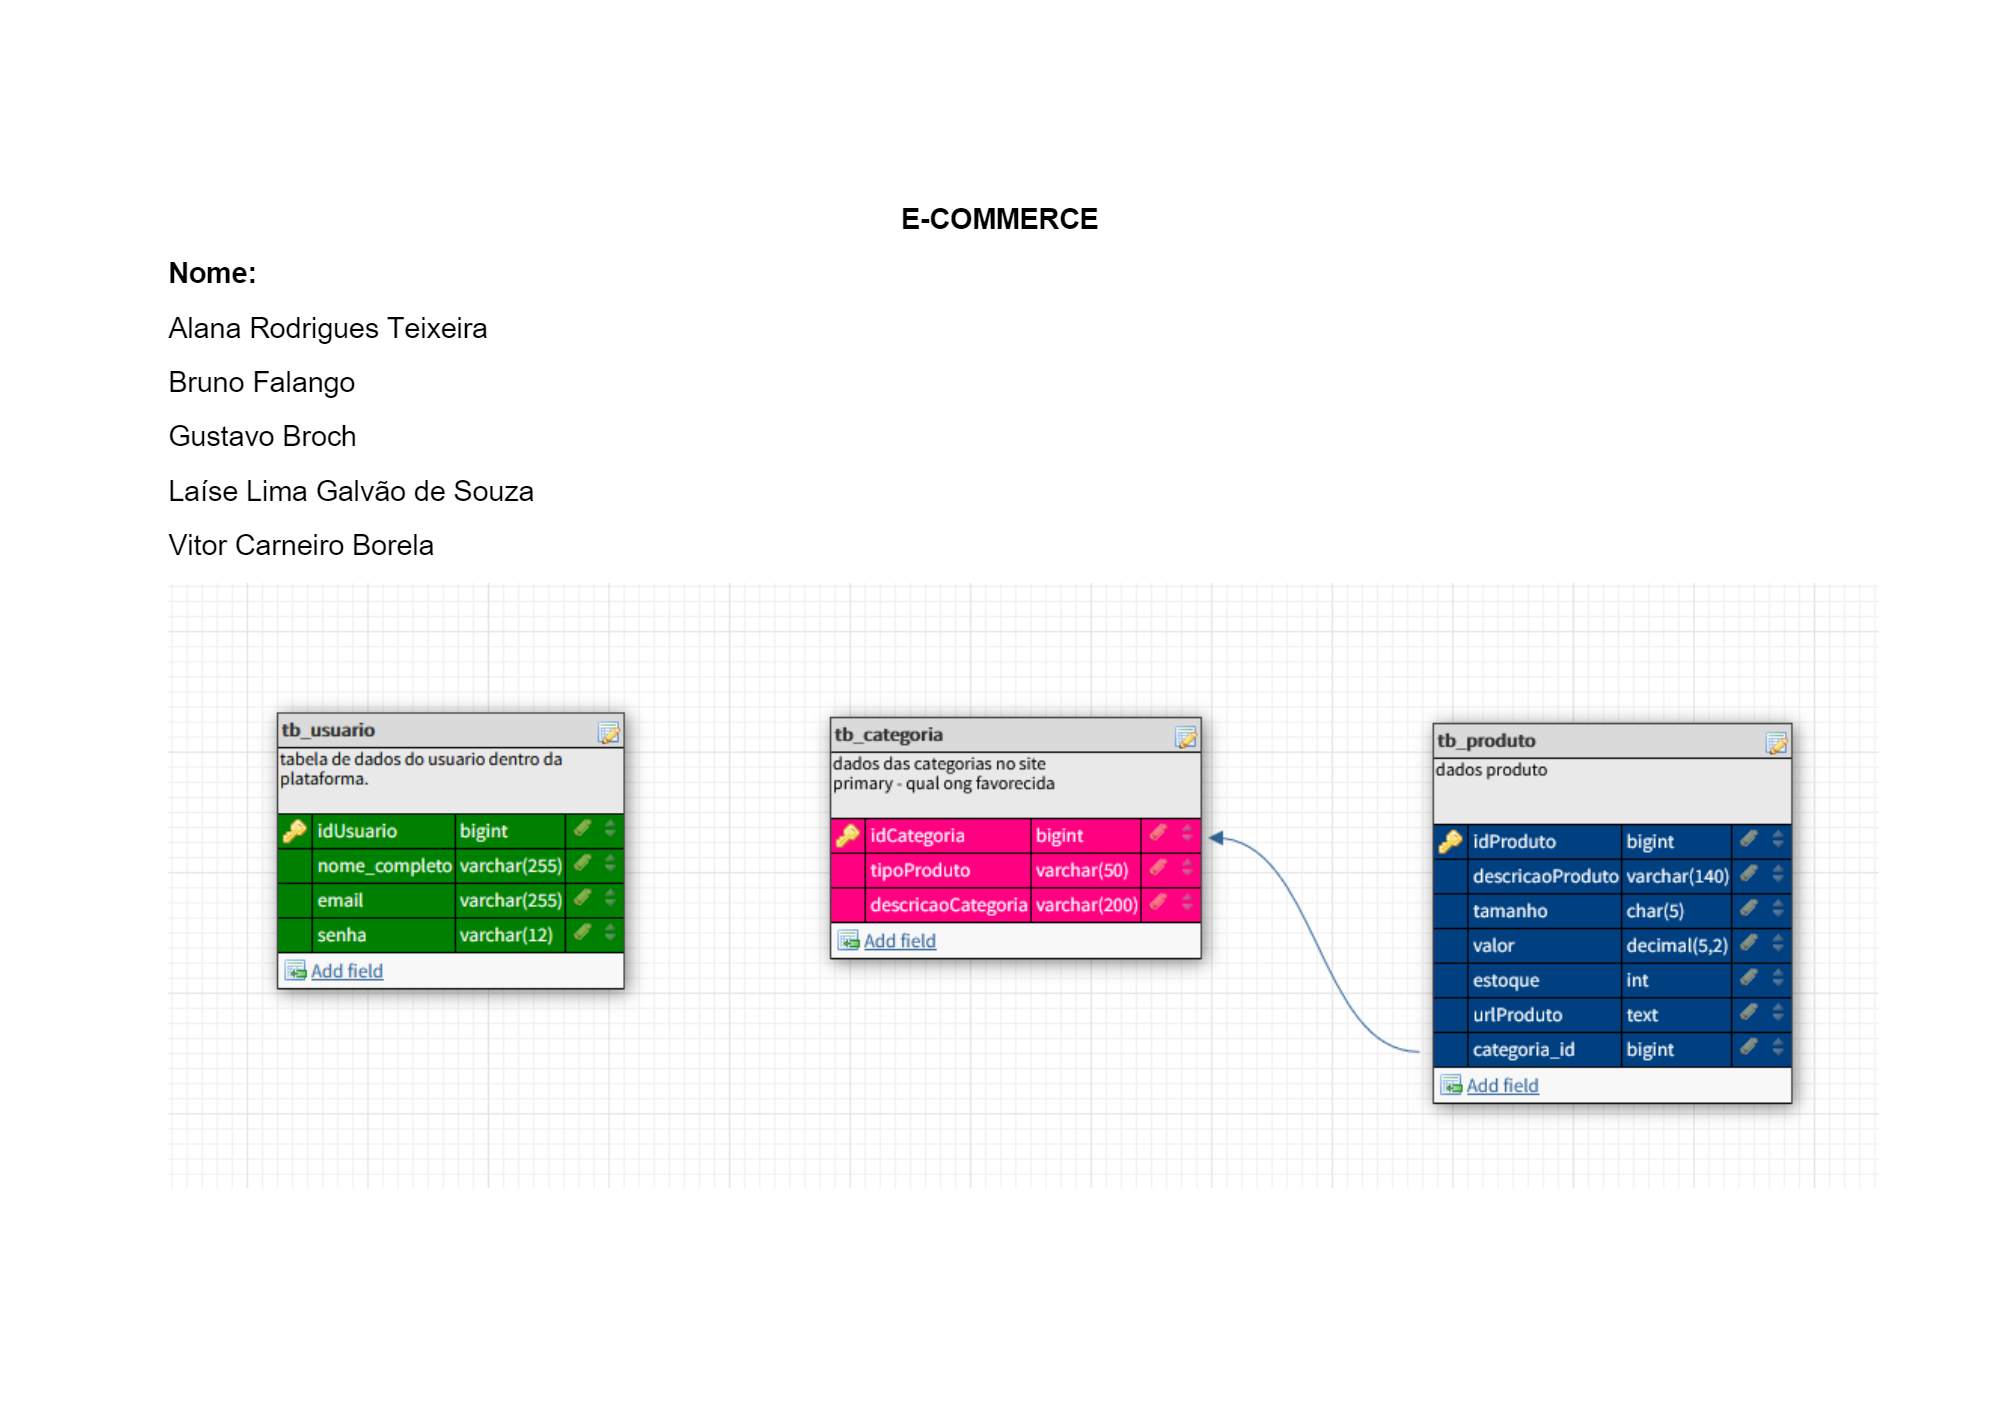 E-COMMERCE
Nome:
Alana Rodrigues Teixeira
Bruno Falango
Gustavo Broch
Laíse Lima Galvão de Souza
Vitor Carneiro Borela
tb_usuario
tabela de dados do usuario dentro da
plataforma.
idUsuario bigint
nome_completo varchar(255)
email varchar(255)
senha varchar(12)
Add field
tb_categoria
dados das categorias no site
primary - qual ong favorecida
idCategoria bigint
tipoProduto varchar(50)
descricaoCategoria varchar(200)
Add field
tb_produto
dados produto
idProduto bigint
descricaoProduto varchar(140)
tamanho char(5)
valor decimal(5,2)
estoque int
urlProduto text
categoria_id bigint
Add field